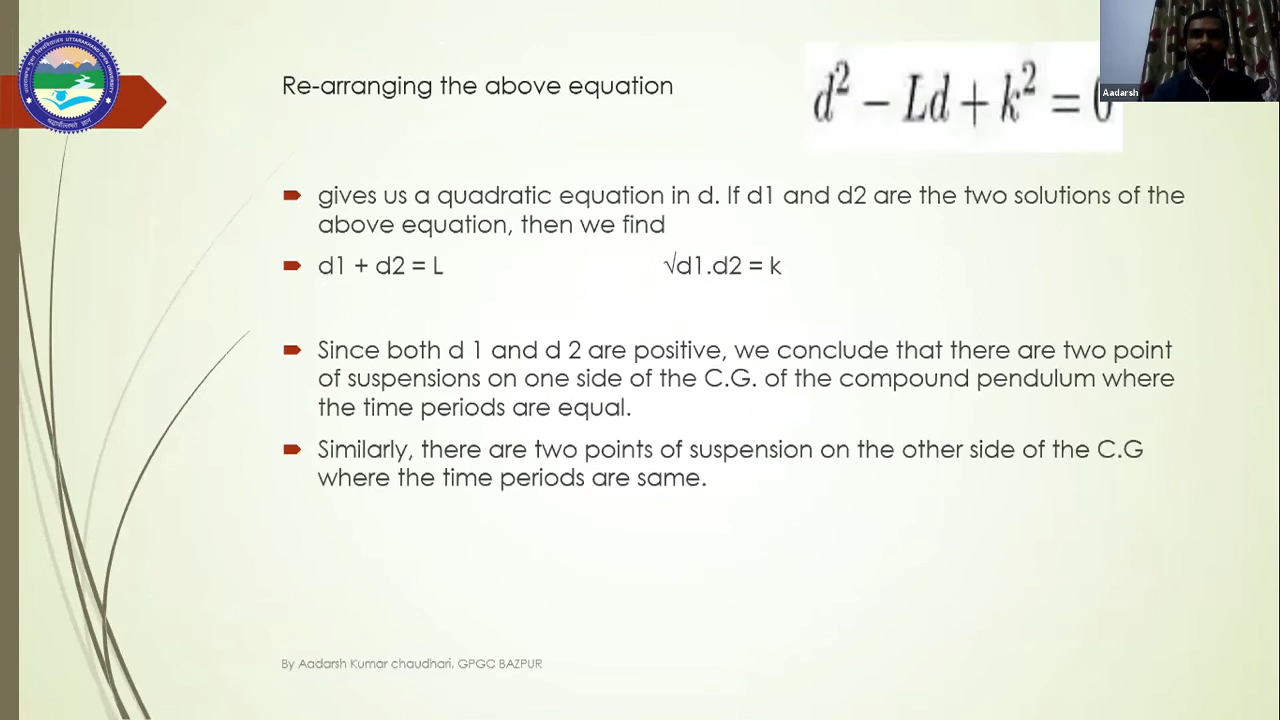 Re-arranging the above equation
d² − Ld + k² = 0
Aadarsh
gives us a quadratic equation in d. If d1 and d2 are the two solutions of the
above equation, then we find
d1 + d2 = L √d1.d2 = k
Since both d 1 and d 2 are positive, we conclude that there are two point
of suspensions on one side of the C.G. of the compound pendulum where
the time periods are equal.
Similarly, there are two points of suspension on the other side of the C.G
where the time periods are same.
By Aadarsh Kumar chaudhari, GPGC BAZPUR
UTTARAKHAND OPEN UNIVERSITY